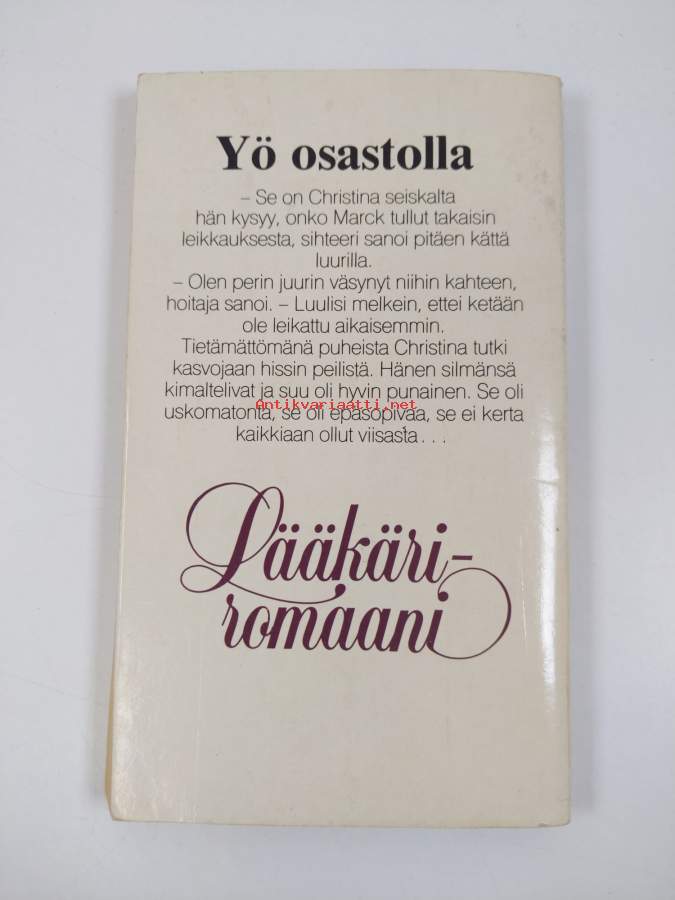 Yö osastolla
– Se on Christina seiskalta
hän kysyy, onko Marck tullut takaisin
leikkauksesta, sihteeri sanoi pitäen kättä
luurilla.
– Olen perin juurin väsynyt niihin kahteen,
hoitaja sanoi. – Luulisi melkein, ettei ketään
ole leikattu aikaisemmin.
Tietämättömänä puheista Christina tutki
kasvojaan hissin peilistä. Hänen silmänsä
kimaltelivat ja suu oli hyvin punainen. Se oli
Antikvariaatti.net
uskomatonta, se oli epäsopivaa, se ei kerta
kaikkiaan ollut viisasta . . .
Lääkäri-
romaani